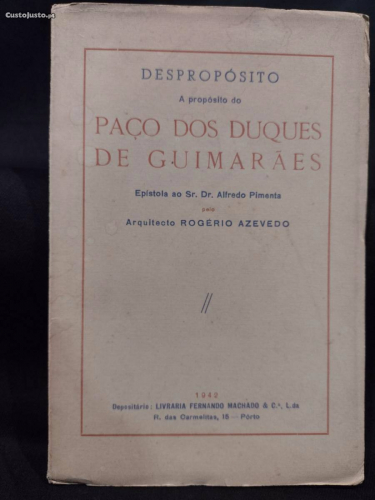 CustoJusto.pt
DESPROPÓSITO
A propósito do
PAÇO DOS DUQUES
DE GUIMARÃES
Epístola ao Sr. Dr. Alfredo Pimenta
pelo
Arquitecto ROGÉRIO AZEVEDO
//
1942
Depositária: LIVRARIA FERNANDO MACHADO & C.ª, L.da
R. das Carmelitas, 15 — Pôrto